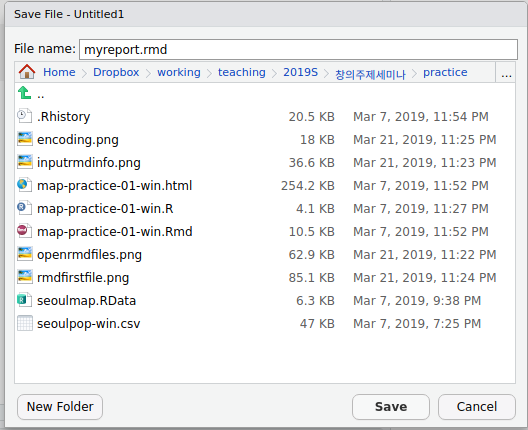 Save File - Untitled1
File name: myreport.rmd
Home Dropbox working teaching 2019S 창의주제세미나 practice ...
..
.Rhistory 20.5 KB Mar 7, 2019, 11:54 PM
encoding.png 18 KB Mar 21, 2019, 11:25 PM
inputrmdinfo.png 36.6 KB Mar 21, 2019, 11:23 PM
map-practice-01-win.html 254.2 KB Mar 7, 2019, 11:52 PM
map-practice-01-win.R 4.1 KB Mar 7, 2019, 11:27 PM
map-practice-01-win.Rmd 10.5 KB Mar 7, 2019, 11:52 PM
openrmdfiles.png 62.9 KB Mar 21, 2019, 11:22 PM
rmdfirstfile.png 85.1 KB Mar 21, 2019, 11:24 PM
seoulmap.RData 6.3 KB Mar 7, 2019, 9:38 PM
seoulpop-win.csv 47 KB Mar 7, 2019, 7:25 PM
New Folder Save Cancel